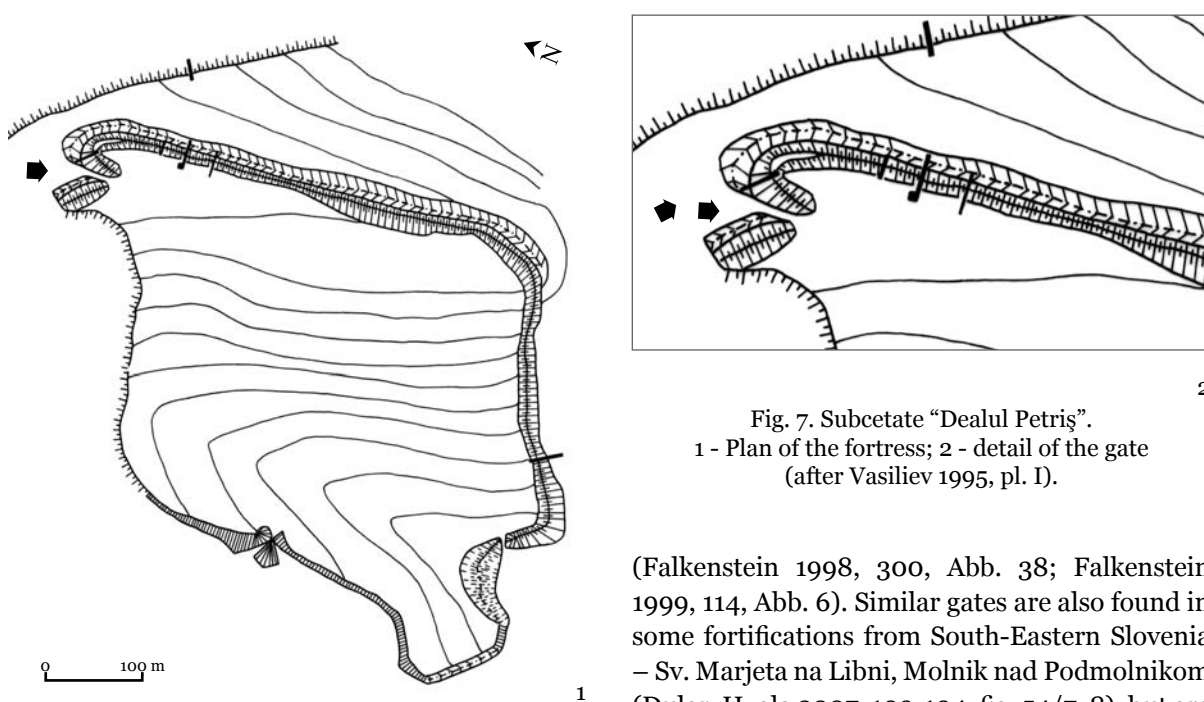 N
0 100 m
1
2
Fig. 7. Subcetate “Dealul Petriş”.
1 - Plan of the fortress; 2 - detail of the gate
(after Vasiliev 1995, pl. I).
(Falkenstein 1998, 300, Abb. 38; Falkenstein
1999, 114, Abb. 6). Similar gates are also found in
some fortifications from South-Eastern Slovenia
– Sv. Marjeta na Libni, Molnik nad Podmolnikom